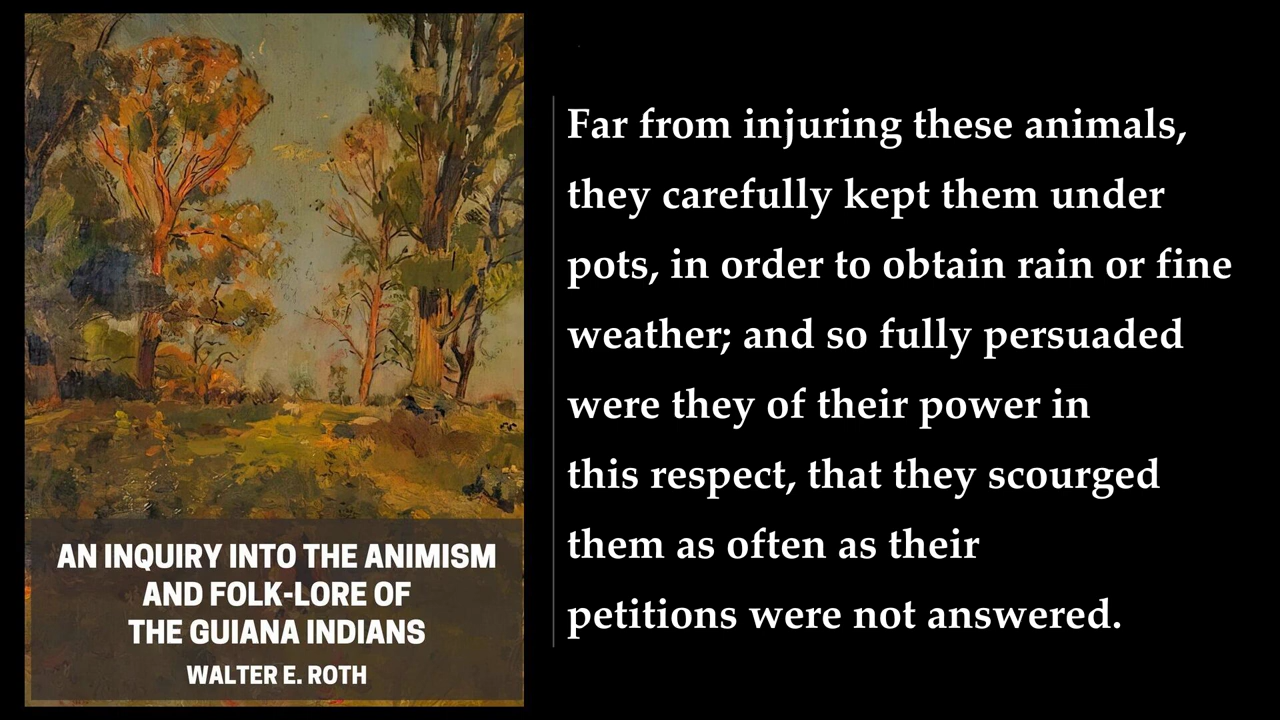 AN INQUIRY INTO THE ANIMISM
AND FOLK-LORE OF
THE GUIANA INDIANS
WALTER E. ROTH
Far from injuring these animals,
they carefully kept them under
pots, in order to obtain rain or fine
weather; and so fully persuaded
were they of their power in
this respect, that they scourged
them as often as their
petitions were not answered.